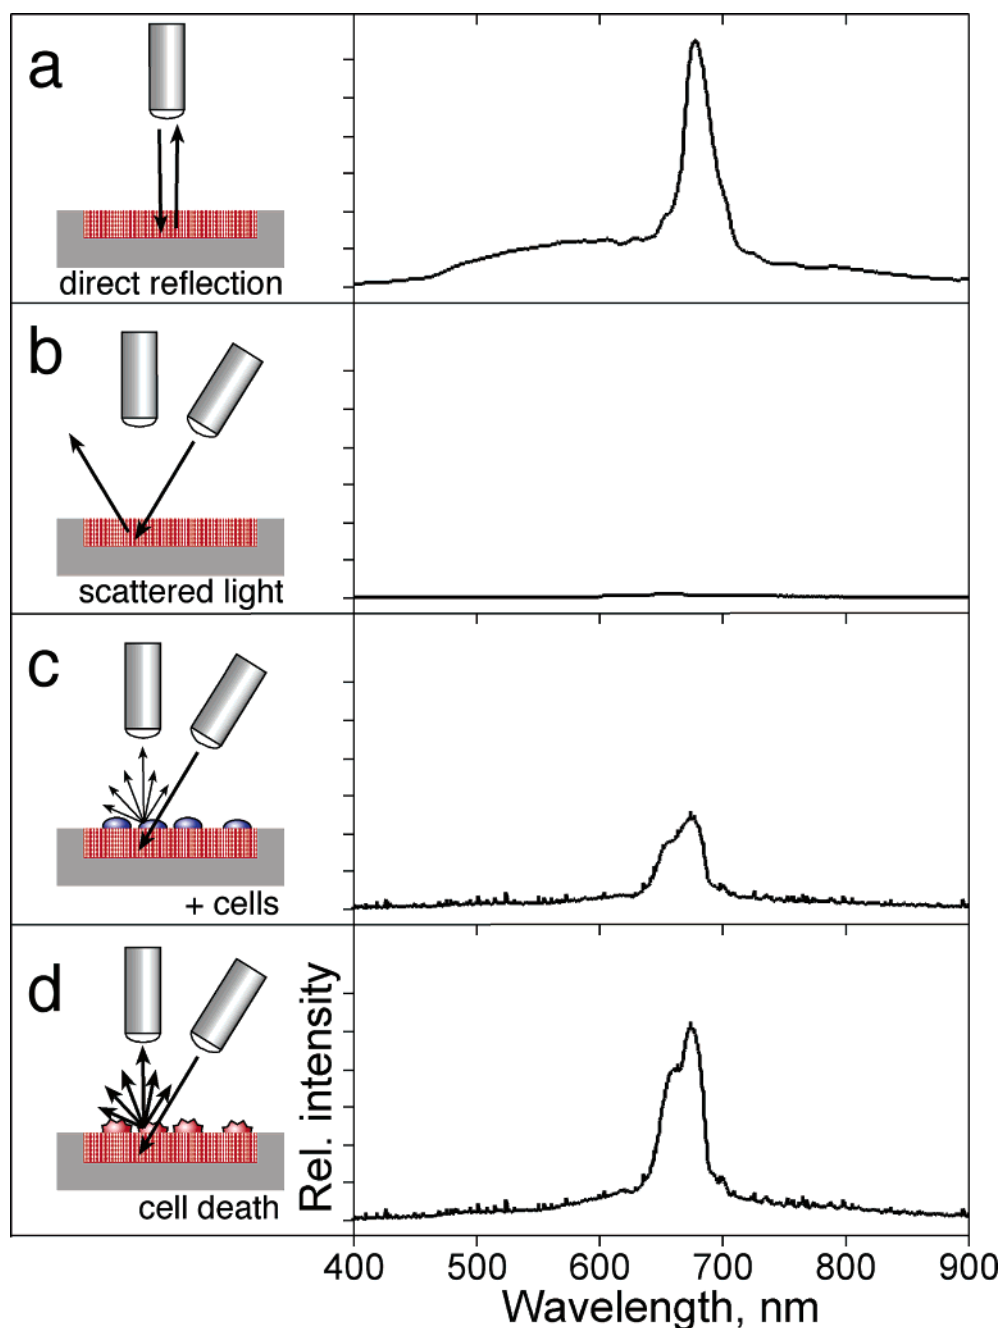 a
direct reflection
b
scattered light
c
+ cells
d
cell death
Rel. intensity
400 500 600 700 800 900
Wavelength, nm